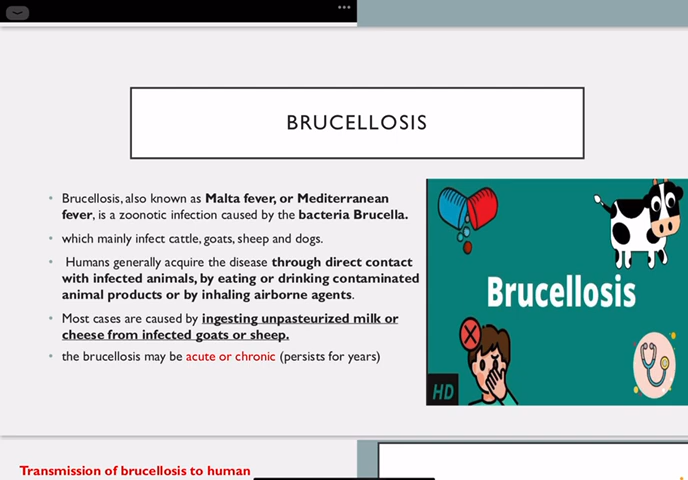 BRUCELLOSIS
Brucellosis, also known as Malta fever, or Mediterranean
fever, is a zoonotic infection caused by the bacteria Brucella.
which mainly infect cattle, goats, sheep and dogs.
Humans generally acquire the disease through direct contact
with infected animals, by eating or drinking contaminated
animal products or by inhaling airborne agents.
Most cases are caused by ingesting unpasteurized milk or
cheese from infected goats or sheep.
the brucellosis may be acute or chronic (persists for years)
Brucellosis
HD
Transmission of brucellosis to human